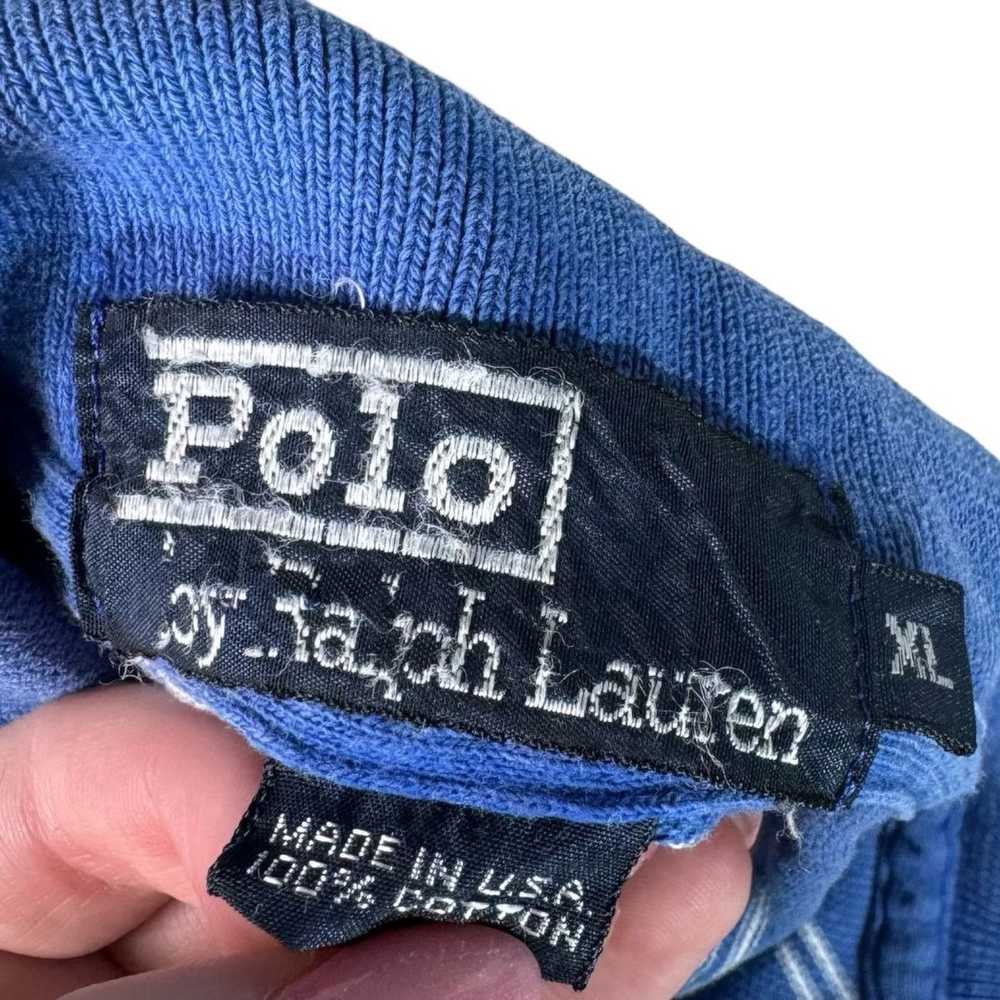 Polo
by Ralph Lauren
XL
MADE IN U.S.A.
100% COTTON